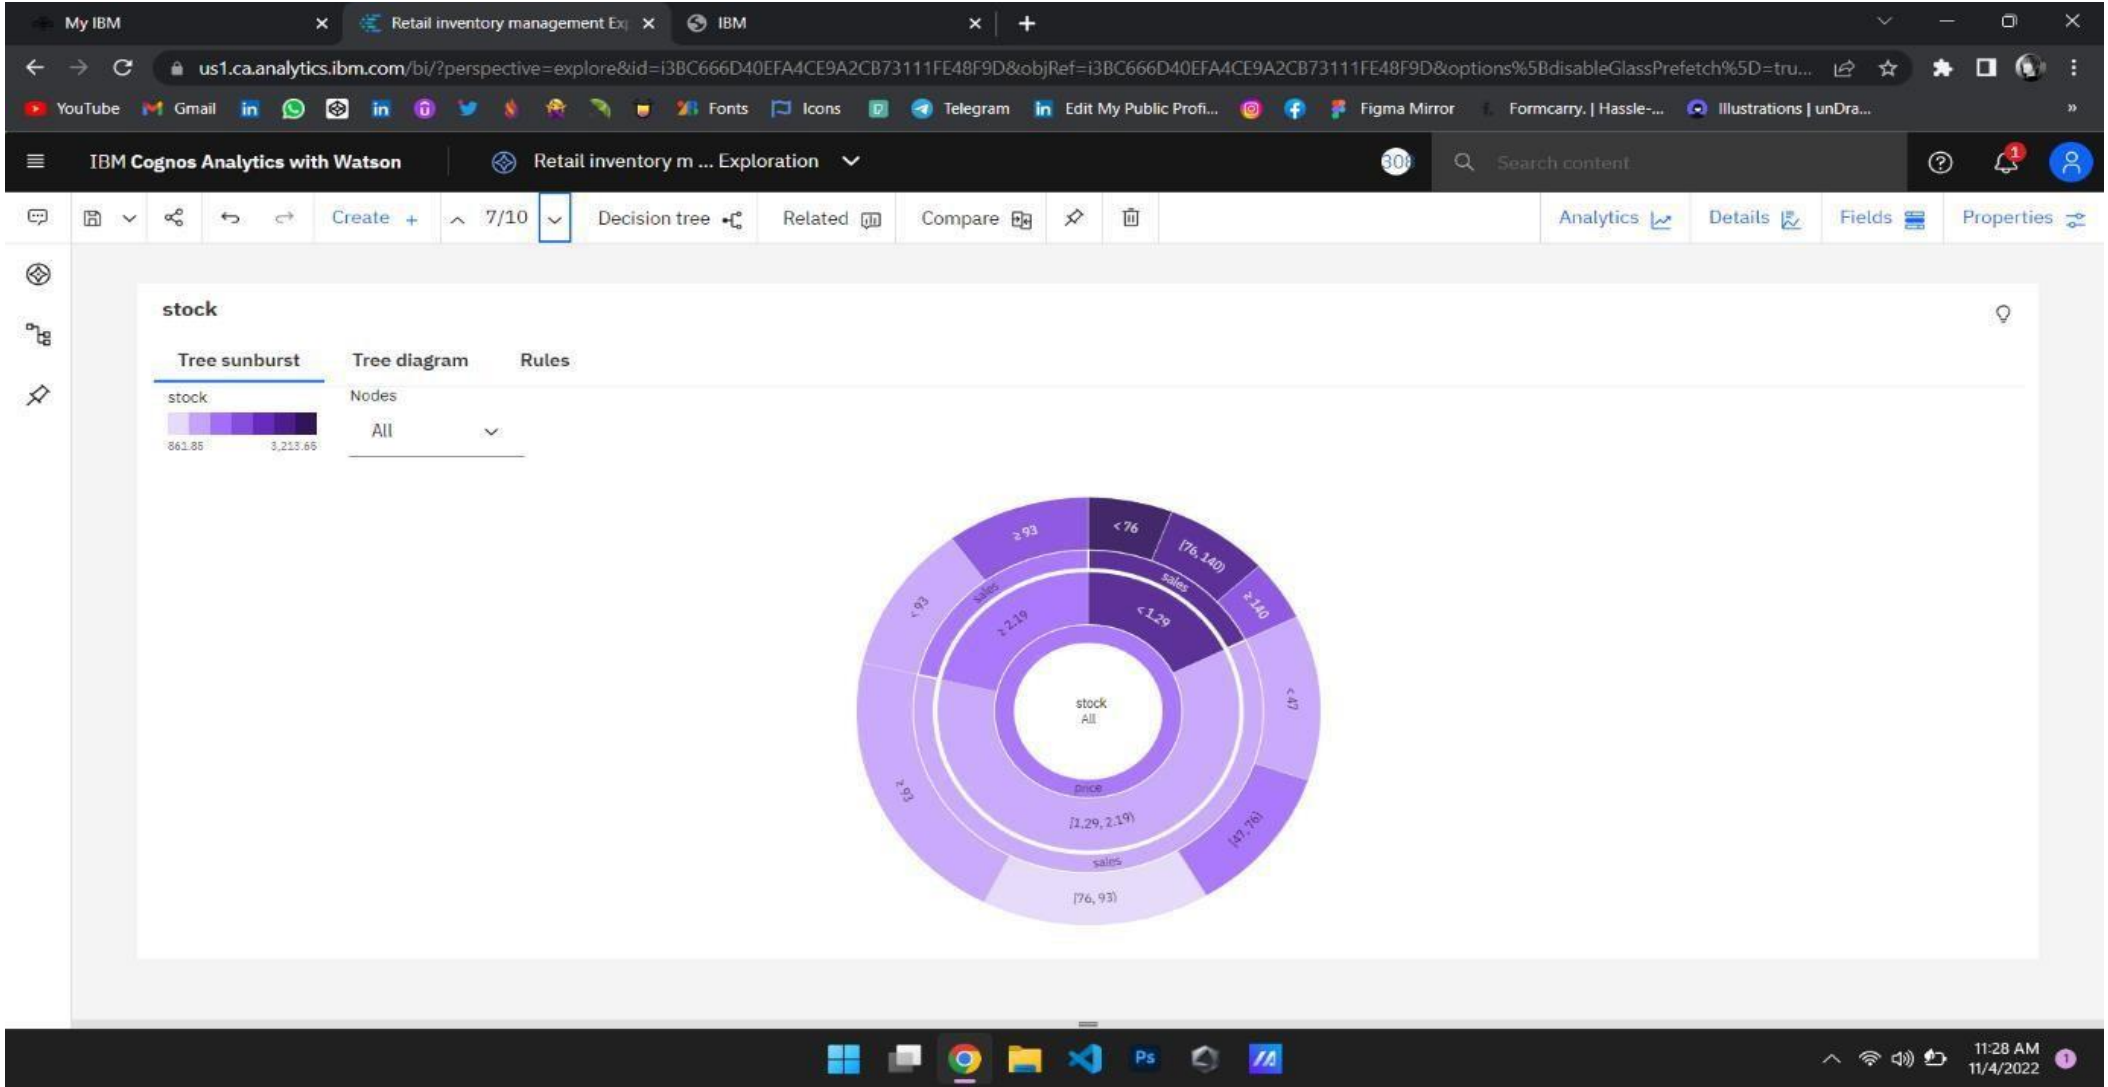 My IBM
Retail inventory management Ex
IBM
us1.ca.analytics.ibm.com/bi/?perspective=explore&id=i3BC666D40EFA4CE9A2CB73111FE48F9D&objRef=i3BC666D40EFA4CE9A2CB73111FE48F9D&options%5BdisableGlassPrefetch%5D=tru...
YouTube Gmail Fonts Icons Telegram Edit My Public Profi... Figma Mirror Formcarry. | Hassle-... Illustrations | unDra... »
IBM Cognos Analytics with Watson
Retail inventory m ... Exploration
Search content
1
Create +
7/10
Decision tree
Related
Compare
Analytics
Details
Fields
Properties
stock
Tree sunburst
Tree diagram
Rules
stock
861.85 3,213.65
Nodes
All
≥ 93
< 76
[76, 140)
≥ 140
sales
sales
< 93
≥ 2.19
< 1.29
< 47
stock
All
≥ 93
price
[1.29, 2.19)
[47, 76)
sales
[76, 93)
Ps
11:28 AM
11/4/2022
1